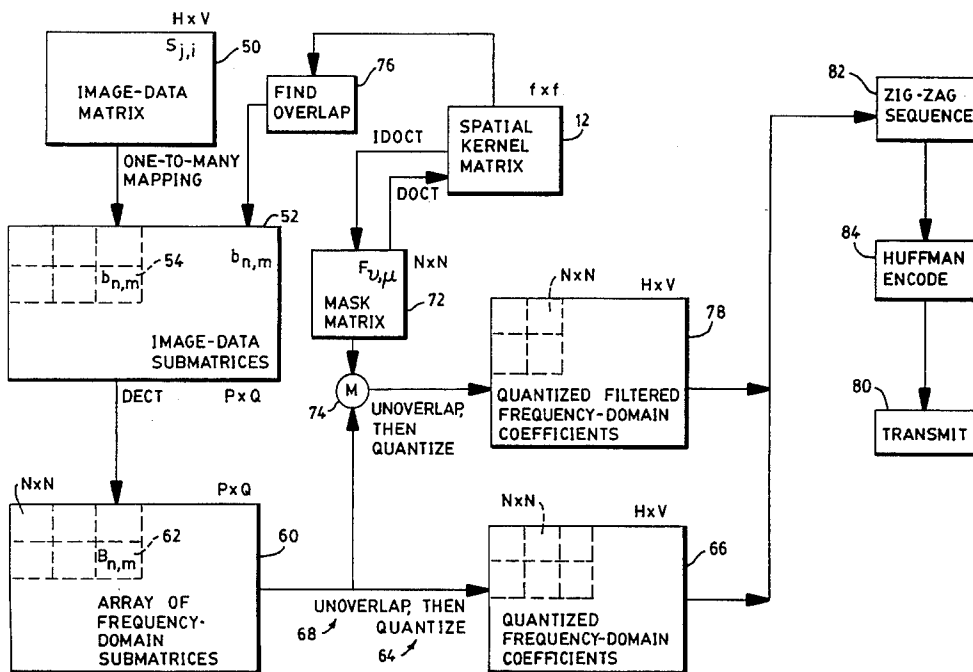 H x V
S j,i
50
IMAGE-DATA
MATRIX
ONE-TO-MANY
MAPPING
76
FIND
OVERLAP
f x f
SPATIAL
KERNEL
MATRIX
12
IDOCT
DOCT
52
b n,m
54
b n,m
IMAGE-DATA
SUBMATRICES
P x Q
DECT
F υ,μ
N x N
MASK
MATRIX
72
M
74
UNOVERLAP,
THEN
QUANTIZE
N x N
H x V
78
QUANTIZED FILTERED
FREQUENCY-DOMAIN
COEFFICIENTS
N x N
P x Q
62
60
B n,m
ARRAY OF
FREQUENCY-
DOMAIN
SUBMATRICES
UNOVERLAP, THEN
QUANTIZE
68
64
N x N
H x V
66
QUANTIZED
FREQUENCY-DOMAIN
COEFFICIENTS
82
ZIG-ZAG
SEQUENCE
84
HUFFMAN
ENCODE
80
TRANSMIT